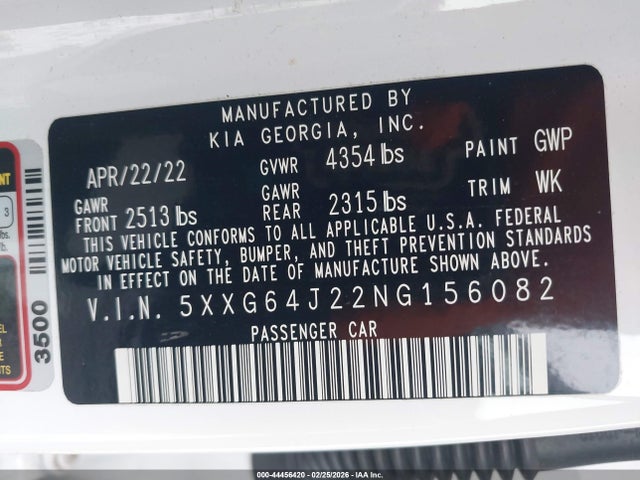 MANUFACTURED BY
KIA GEORGIA, INC.
APR/22/22 GVWR 4354 lbs PAINT GWP
GAWR FRONT 2513 lbs GAWR REAR 2315 lbs TRIM WK
THIS VEHICLE CONFORMS TO ALL APPLICABLE U.S.A. FEDERAL
MOTOR VEHICLE SAFETY, BUMPER, AND THEFT PREVENTION STANDARDS
IN EFFECT ON THE DATE OF MANUFACTURE SHOWN ABOVE.
V.I.N. 5XXG64J22NG156082
PASSENGER CAR
3
3500
000-44456420 - 02/25/2026 - IAA Inc.